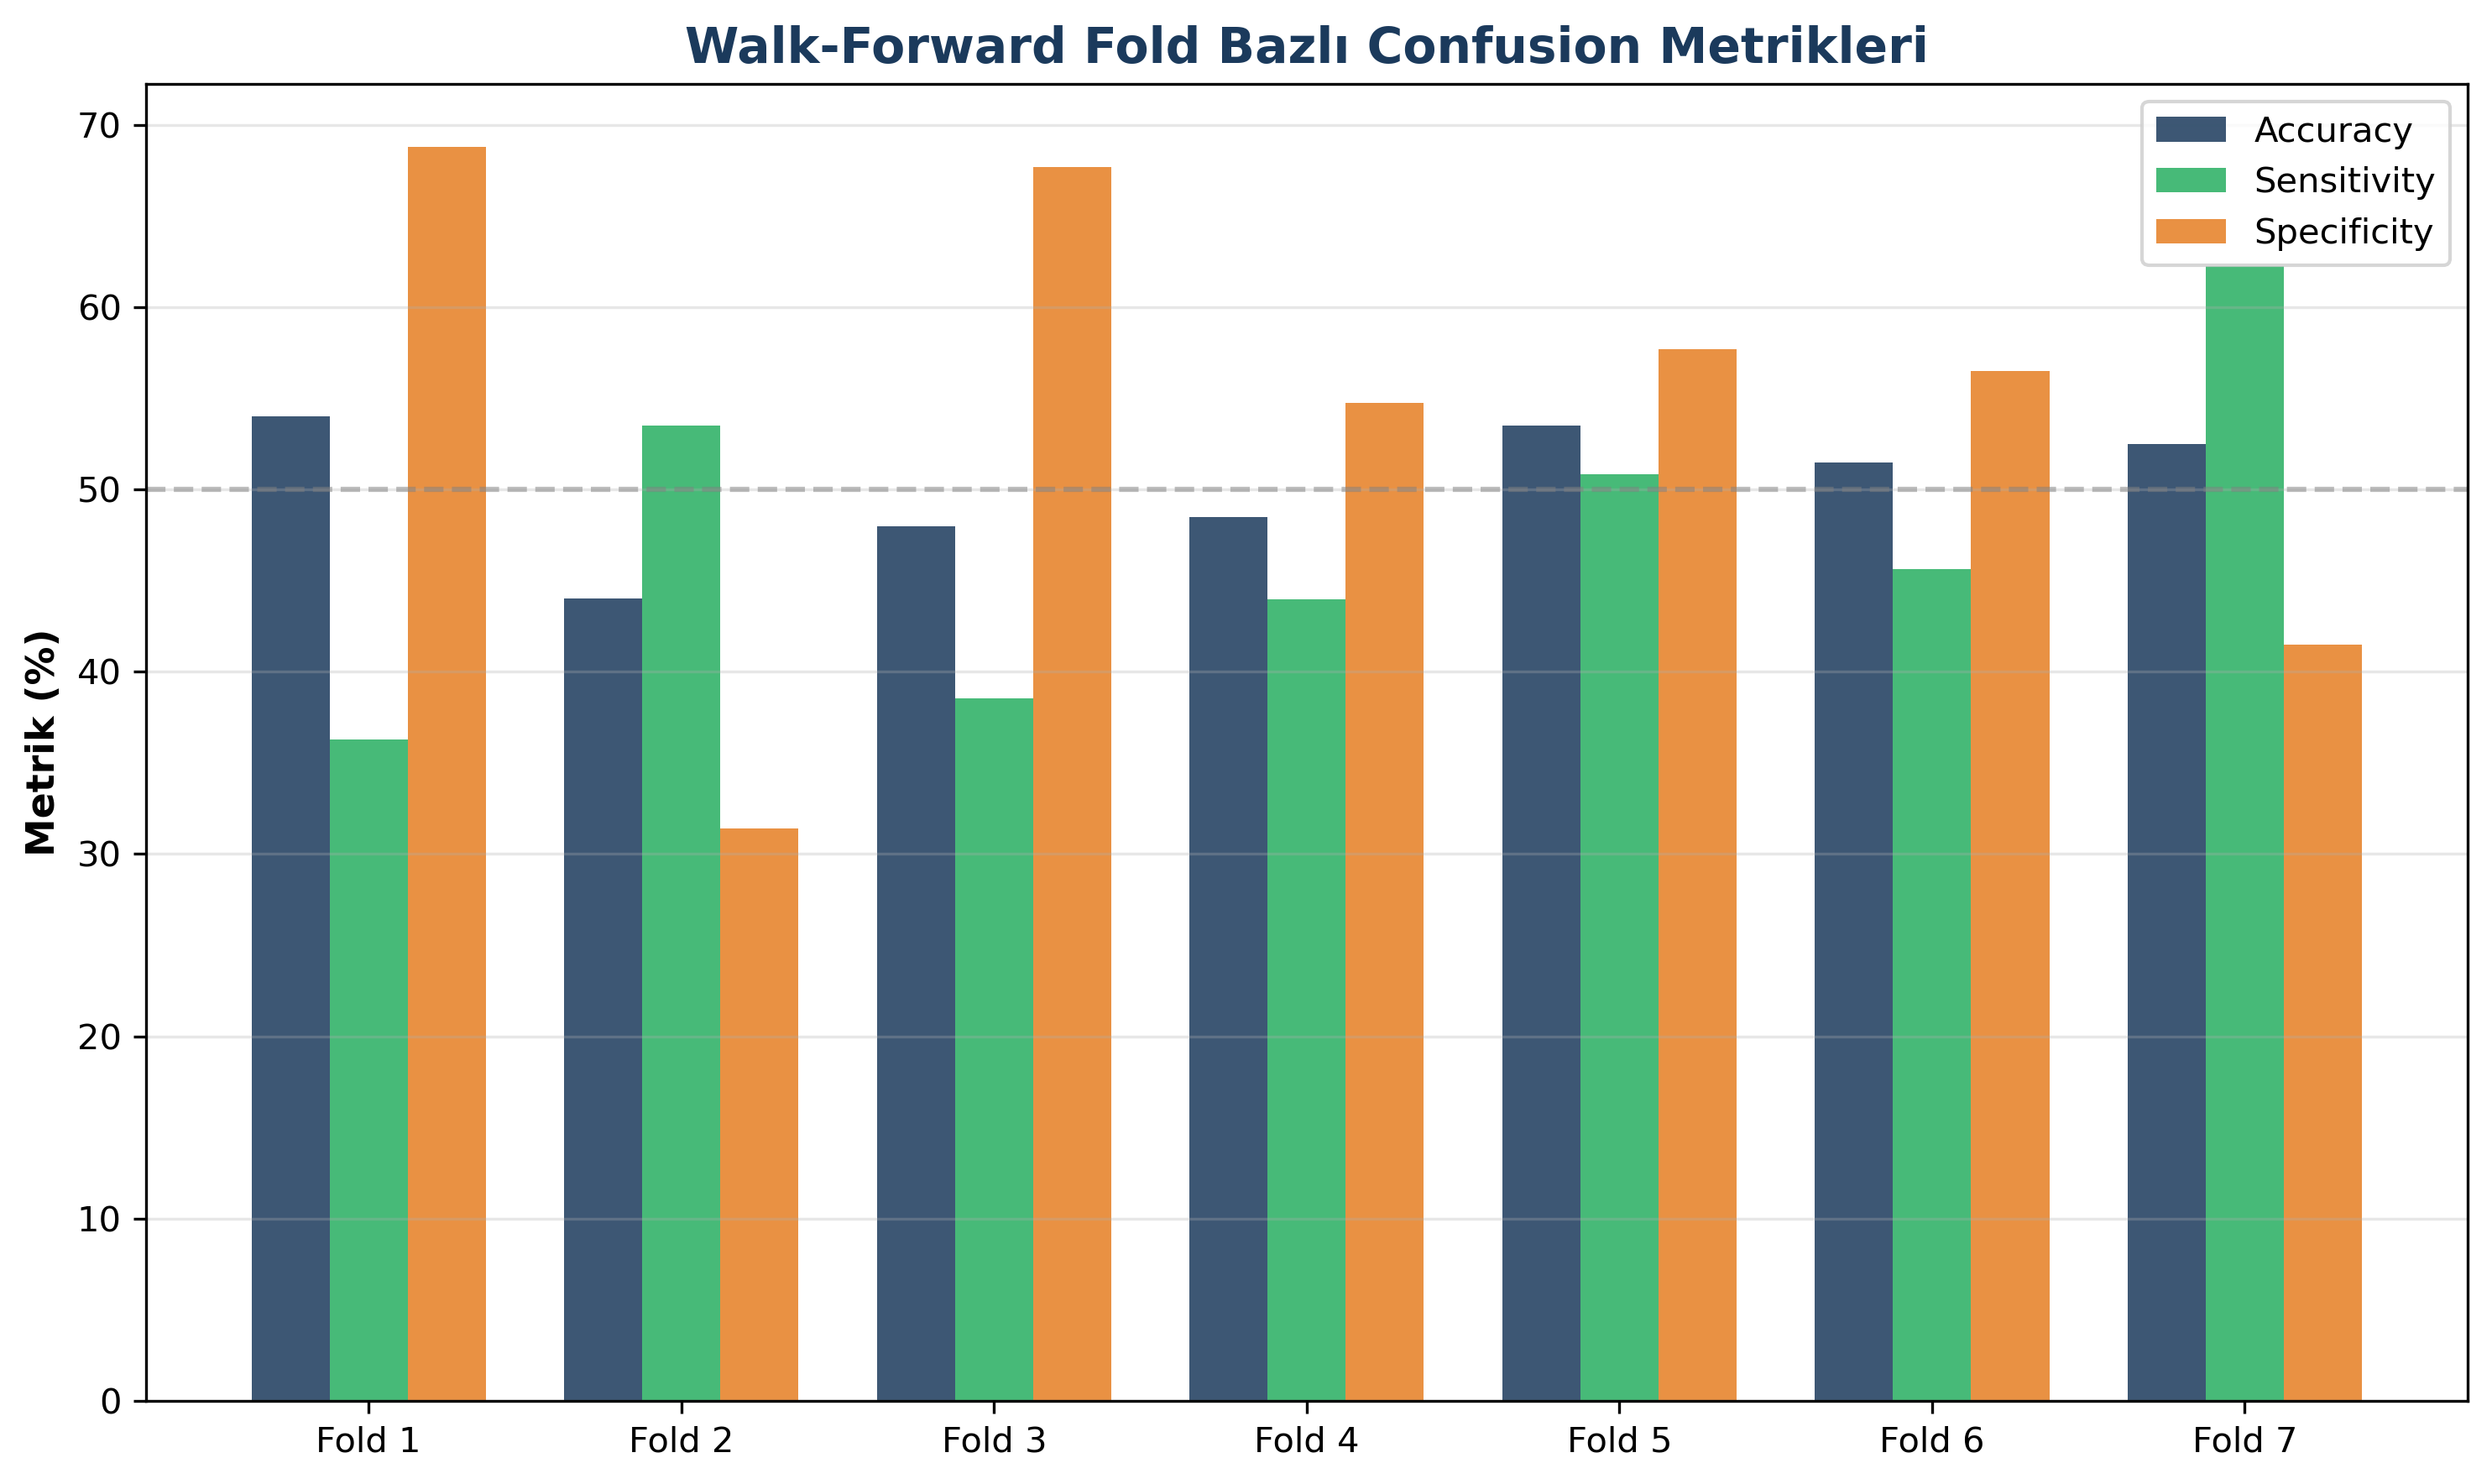 Walk-Forward Fold Bazlı Confusion Metrikleri
Metrik (%)
70
60
50
40
30
20
10
0
Accuracy
Sensitivity
Specificity
Fold 1
Fold 2
Fold 3
Fold 4
Fold 5
Fold 6
Fold 7